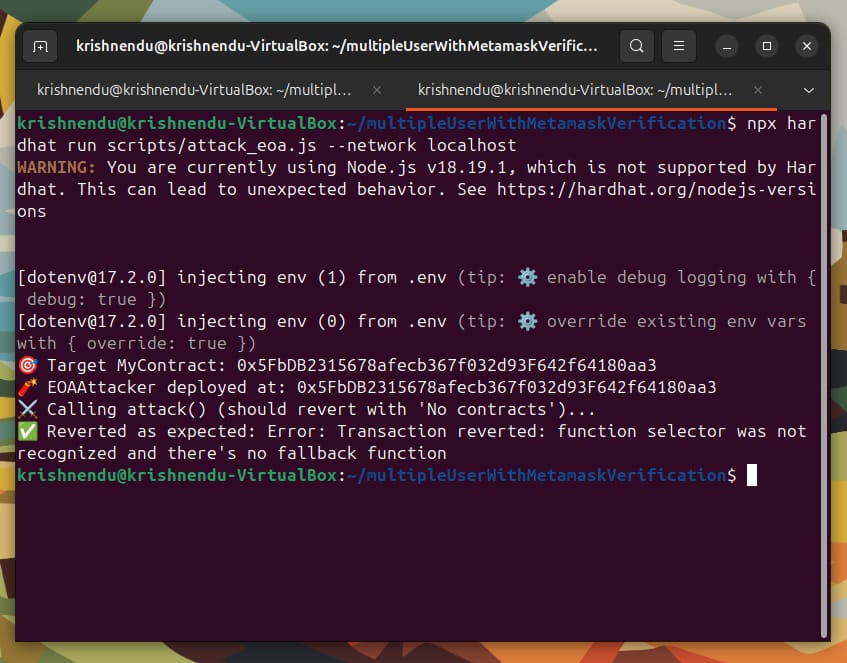 krishnendu@krishnendu-VirtualBox: ~/multipleUserWithMetamaskVerific...
krishnendu@krishnendu-VirtualBox: ~/multipl...
krishnendu@krishnendu-VirtualBox: ~/multipl...
krishnendu@krishnendu-VirtualBox:~/multipleUserWithMetamaskVerification$ npx har
dhat run scripts/attack_eoa.js --network localhost
WARNING: You are currently using Node.js v18.19.1, which is not supported by Har
dhat. This can lead to unexpected behavior. See https://hardhat.org/nodejs-versi
ons
[dotenv@17.2.0] injecting env (1) from .env (tip: ⚙️ enable debug logging with {
 debug: true })
[dotenv@17.2.0] injecting env (0) from .env (tip: ⚙️ override existing env vars
with { override: true })
🎯 Target MyContract: 0x5FbDB2315678afecb367f032d93F642f64180aa3
🧨 EOAAttacker deployed at: 0x5FbDB2315678afecb367f032d93F642f64180aa3
⚔️ Calling attack() (should revert with 'No contracts')...
✅ Reverted as expected: Error: Transaction reverted: function selector was not
recognized and there's no fallback function
krishnendu@krishnendu-VirtualBox:~/multipleUserWithMetamaskVerification$